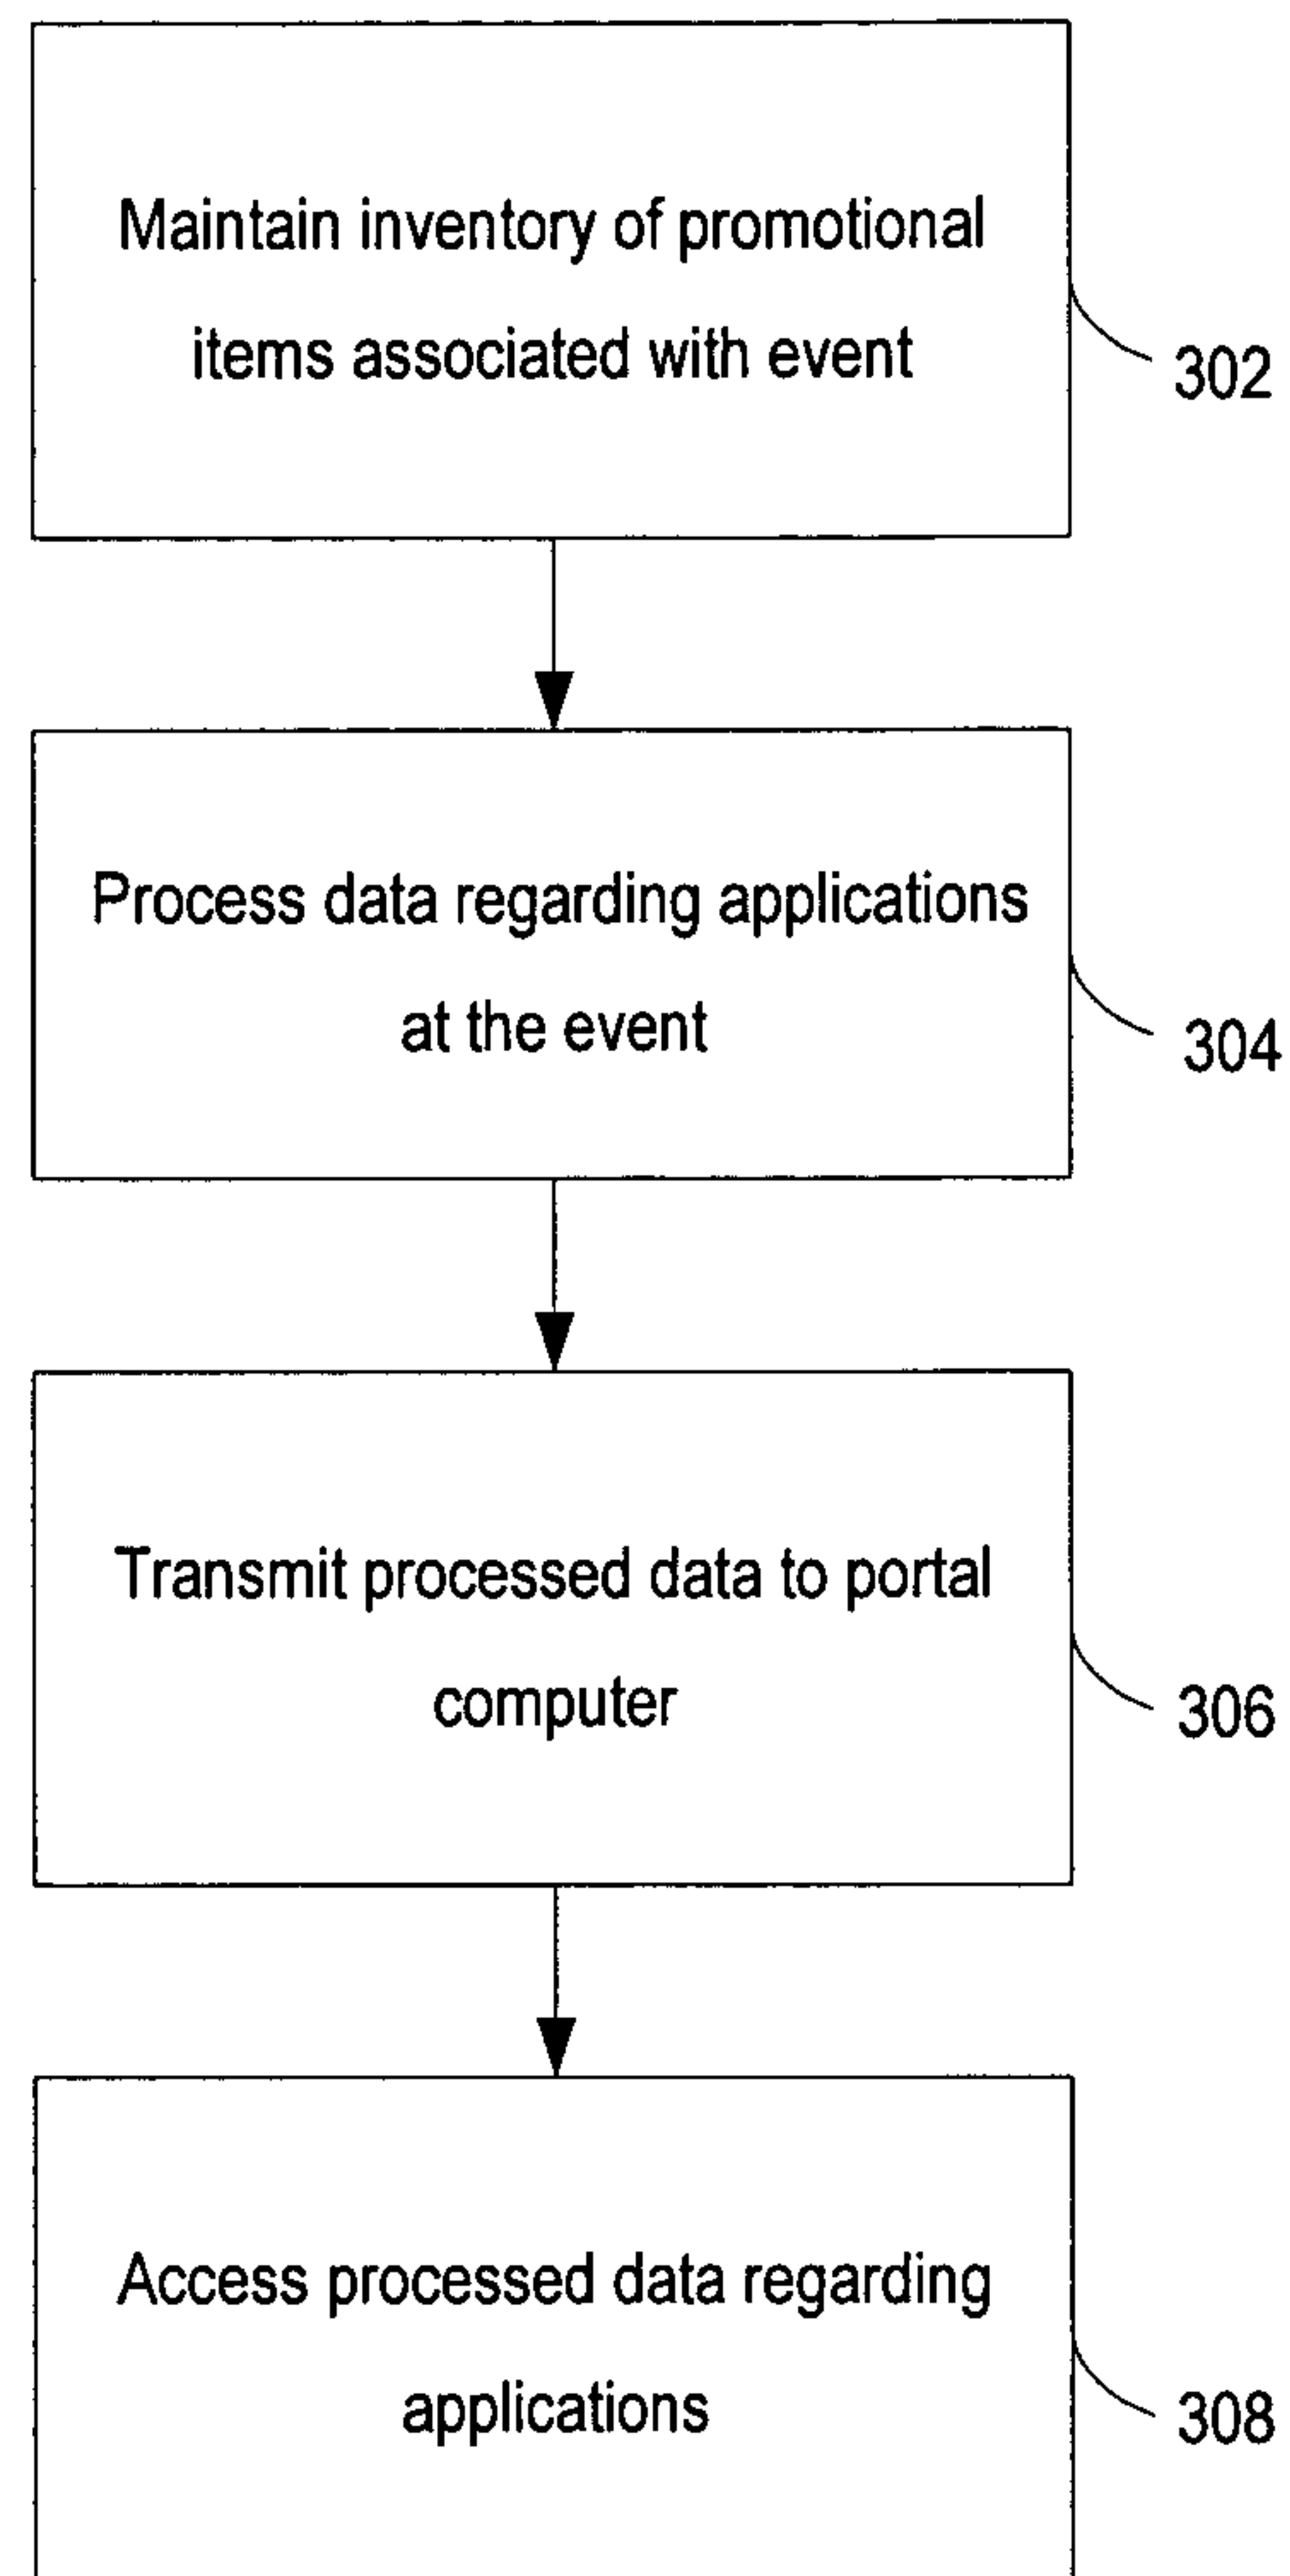 Maintain inventory of promotional
items associated with event
302
Process data regarding applications
at the event
304
Transmit processed data to portal
computer
306
Access processed data regarding
applications
308